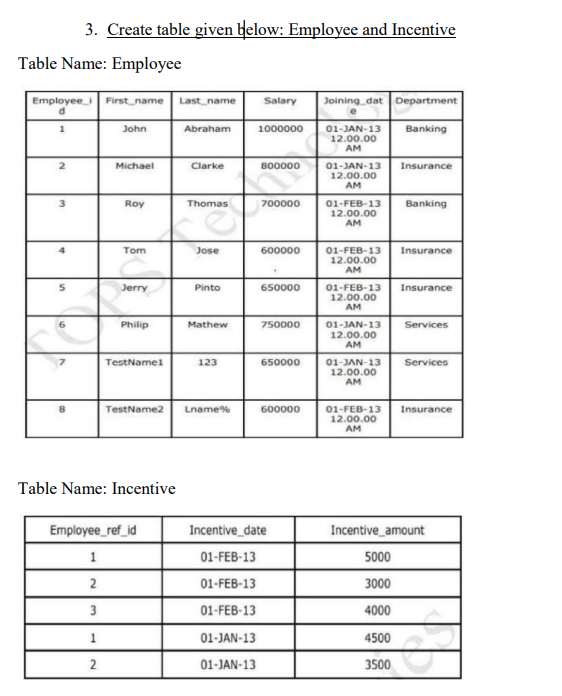 3. Create table given below: Employee and Incentive
Table Name: Employee
Employee_i First_name Last_name Salary Joining_dat Department
d e
1 John Abraham 1000000 01-JAN-13 Banking
12.00.00
AM
2 Michael Clarke 800000 01-JAN-13 Insurance
12.00.00
AM
3 Roy Thomas 700000 01-FEB-13 Banking
12.00.00
AM
4 Tom Jose 600000 01-FEB-13 Insurance
12.00.00
AM
5 Jerry Pinto 650000 01-FEB-13 Insurance
12.00.00
AM
6 Philip Mathew 750000 01-JAN-13 Services
12.00.00
AM
7 TestName1 123 650000 01-JAN-13 Services
12.00.00
AM
8 TestName2 Lname% 600000 01-FEB-13 Insurance
12.00.00
AM
TOPS Technolo
Table Name: Incentive
Employee_ref_id Incentive_date Incentive_amount
1 01-FEB-13 5000
2 01-FEB-13 3000
3 01-FEB-13 4000
1 01-JAN-13 4500
2 01-JAN-13 3500
ies